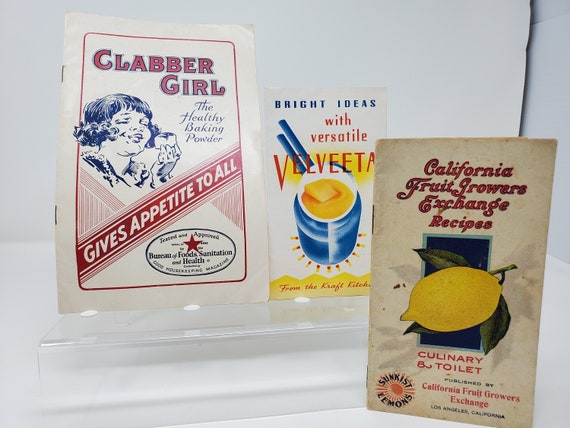 CLABBER
GIRL
The
Healthy
Baking
Powder
GIVES APPETITE TO ALL
Tested and Approved
Bureau of Foods, Sanitation
and Health
GOOD HOUSEKEEPING MAGAZINE
BRIGHT IDEAS
with
versatile
VELVEETA
From the Kraft Kitche
California
Fruit Growers
Exchange
Recipes
CULINARY
& TOILET
PUBLISHED BY
California Fruit Growers
Exchange
LOS ANGELES, CALIFORNIA
SUNKIST
LEMONS